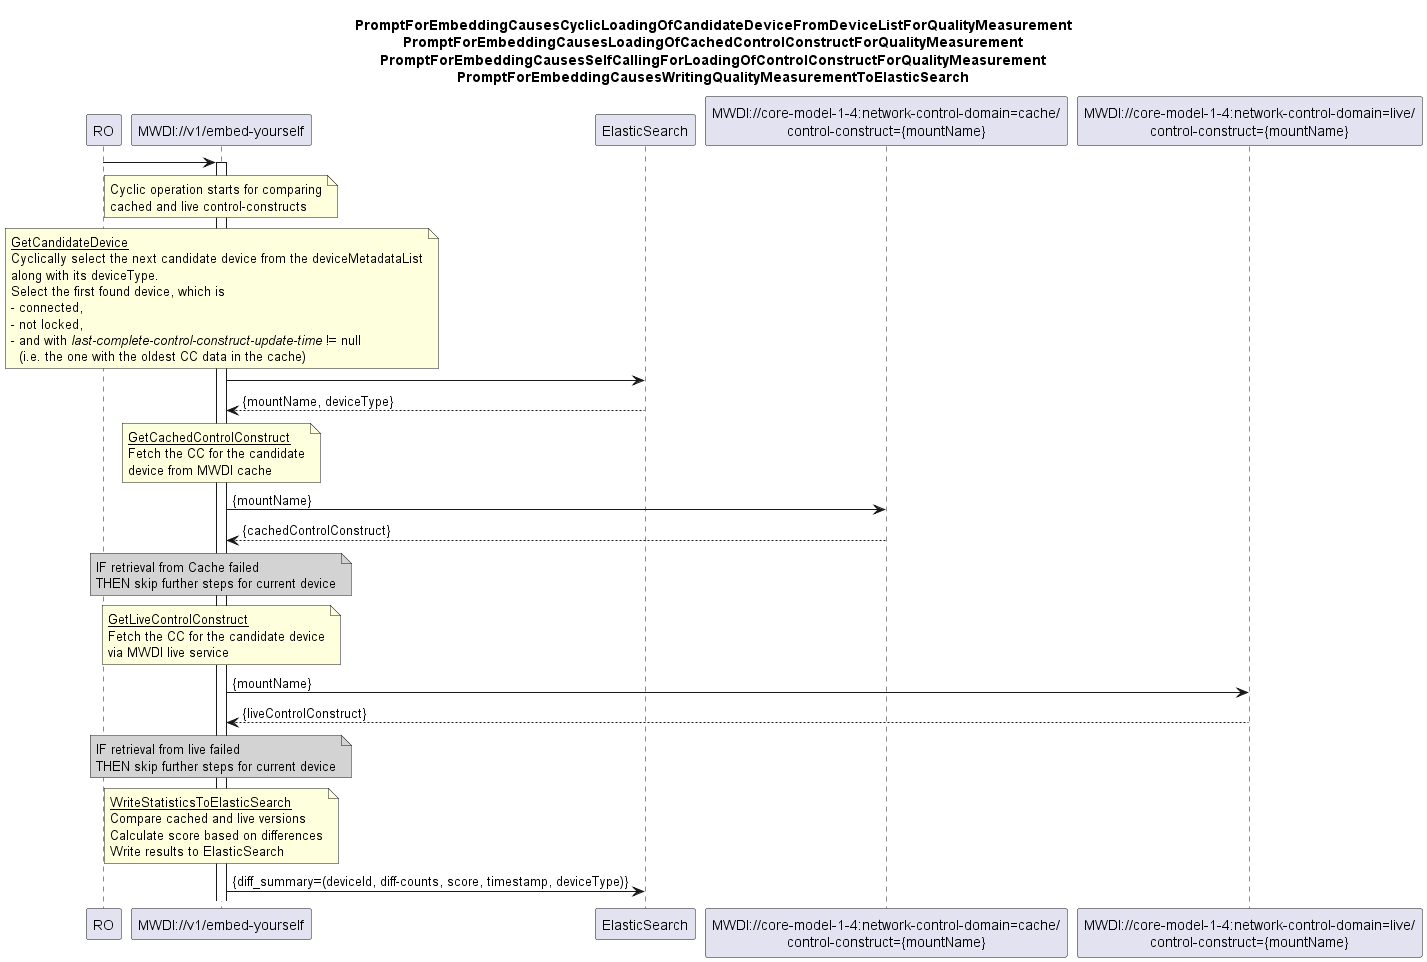 PromptForEmbeddingCausesCyclicLoadingOfCandidateDeviceFromDeviceListForQualityMeasurement
PromptForEmbeddingCausesLoadingOfCachedControlConstructForQualityMeasurement
PromptForEmbeddingCausesSelfCallingForLoadingOfControlConstructForQualityMeasurement
PromptForEmbeddingCausesWritingQualityMeasurementToElasticSearch
RO
MWDI://v1/embed-yourself
ElasticSearch
MWDI://core-model-1-4:network-control-domain=cache/
control-construct={mountName}
MWDI://core-model-1-4:network-control-domain=live/
control-construct={mountName}
Cyclic operation starts for comparing
cached and live control-constructs
GetCandidateDevice
Cyclically select the next candidate device from the deviceMetadataList
along with its deviceType.
Select the first found device, which is
- connected,
- not locked,
- and with last-complete-control-construct-update-time != null
(i.e. the one with the oldest CC data in the cache)
{mountName, deviceType}
GetCachedControlConstruct
Fetch the CC for the candidate
device from MWDI cache
{mountName}
{cachedControlConstruct}
IF retrieval from Cache failed
THEN skip further steps for current device
GetLiveControlConstruct
Fetch the CC for the candidate device
via MWDI live service
{mountName}
{liveControlConstruct}
IF retrieval from live failed
THEN skip further steps for current device
WriteStatisticsToElasticSearch
Compare cached and live versions
Calculate score based on differences
Write results to ElasticSearch
{diff_summary=(deviceId, diff-counts, score, timestamp, deviceType)}
RO
MWDI://v1/embed-yourself
ElasticSearch
MWDI://core-model-1-4:network-control-domain=cache/
control-construct={mountName}
MWDI://core-model-1-4:network-control-domain=live/
control-construct={mountName}